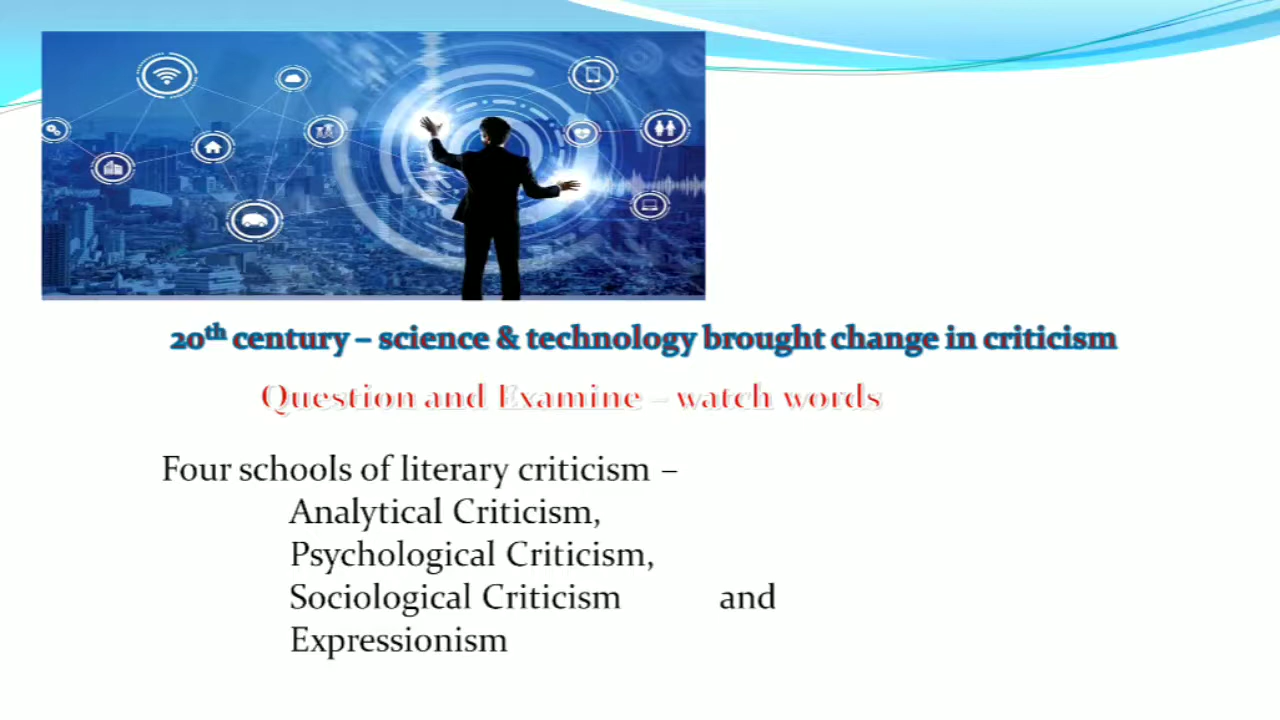 20th century – science & technology brought change in criticism
Question and Examine – watch words
Four schools of literary criticism –
Analytical Criticism,
Psychological Criticism,
Sociological Criticism and
Expressionism